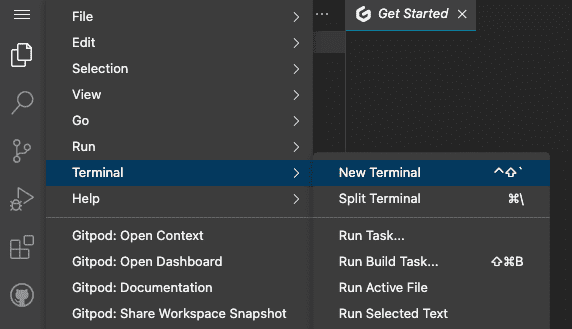 ... Get Started ×
File
Edit
Selection
View
Go
Run
Terminal
Help
Gitpod: Open Context
Gitpod: Open Dashboard
Gitpod: Documentation
Gitpod: Share Workspace Snapshot
New Terminal ^⇧`
Split Terminal ⌘\
Run Task...
Run Build Task... ⇧⌘B
Run Active File
Run Selected Text